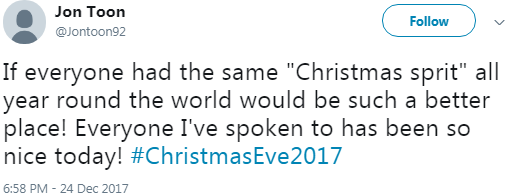 Jon Toon
@Jontoon92
Follow
If everyone had the same "Christmas sprit" all
year round the world would be such a better
place! Everyone I've spoken to has been so
nice today! #ChristmasEve2017
6:58 PM - 24 Dec 2017